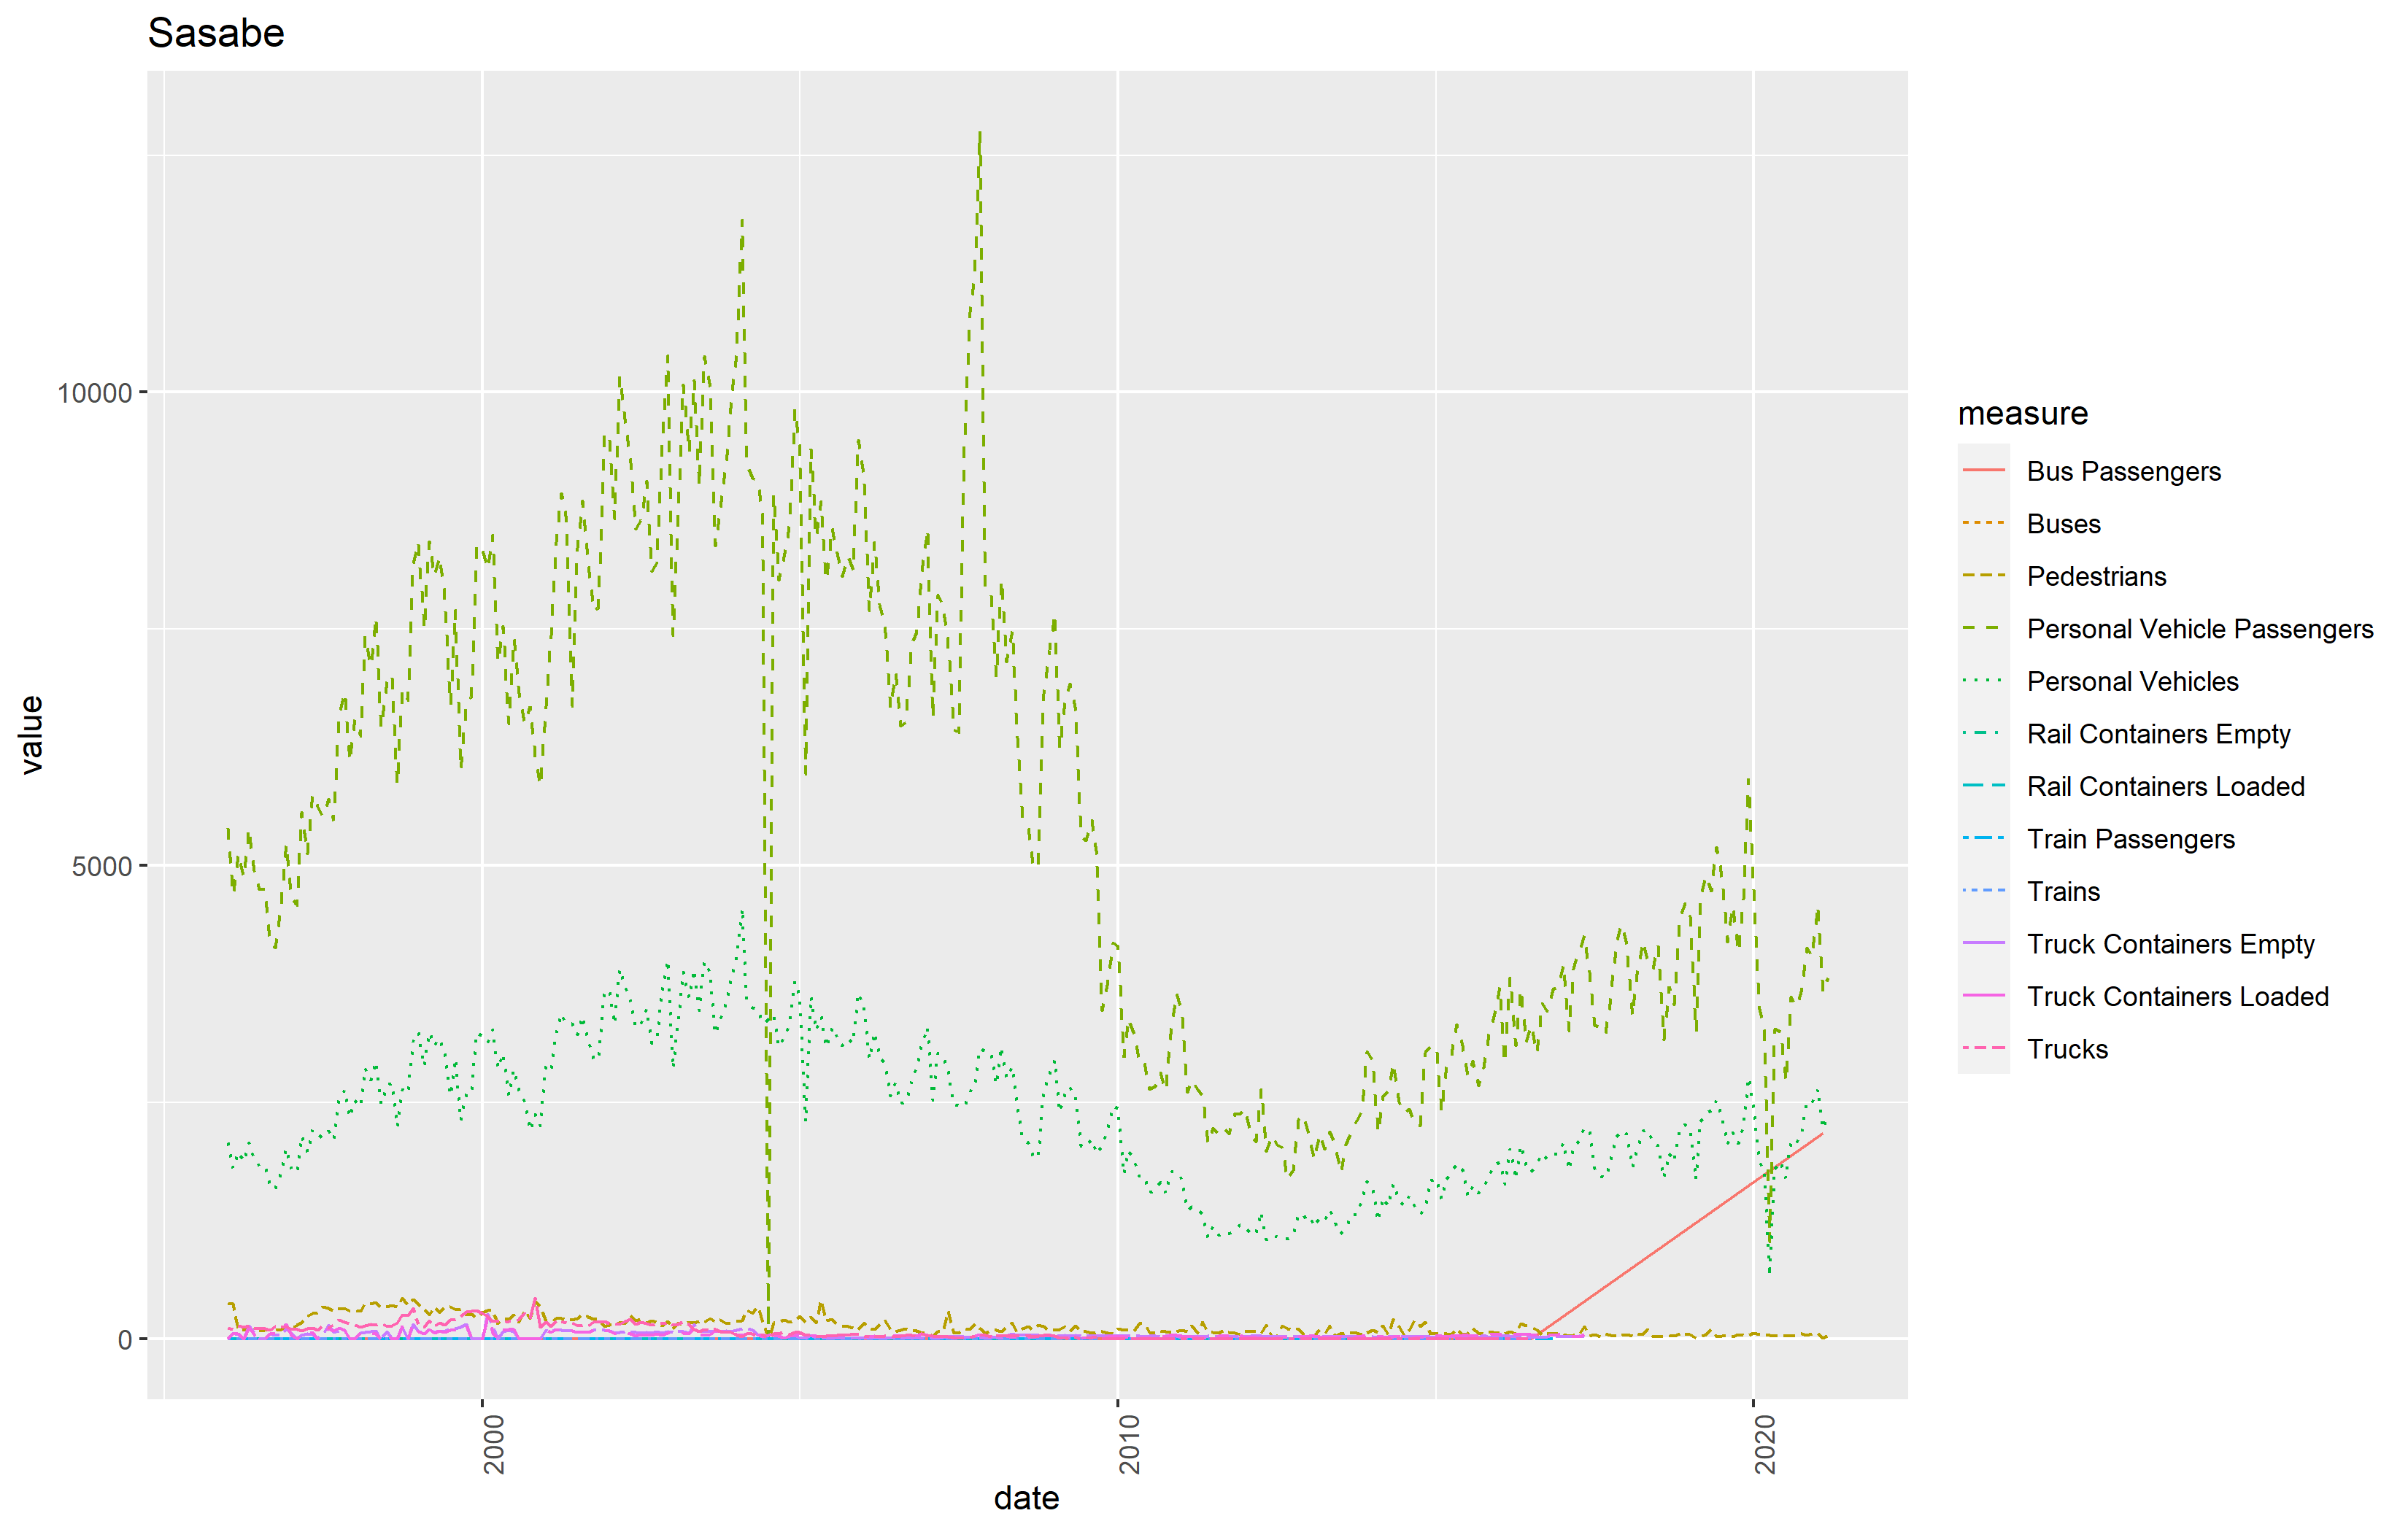 Sasabe
value
10000
5000
0
2000
2010
2020
date
measure
Bus Passengers
Buses
Pedestrians
Personal Vehicle Passengers
Personal Vehicles
Rail Containers Empty
Rail Containers Loaded
Train Passengers
Trains
Truck Containers Empty
Truck Containers Loaded
Trucks